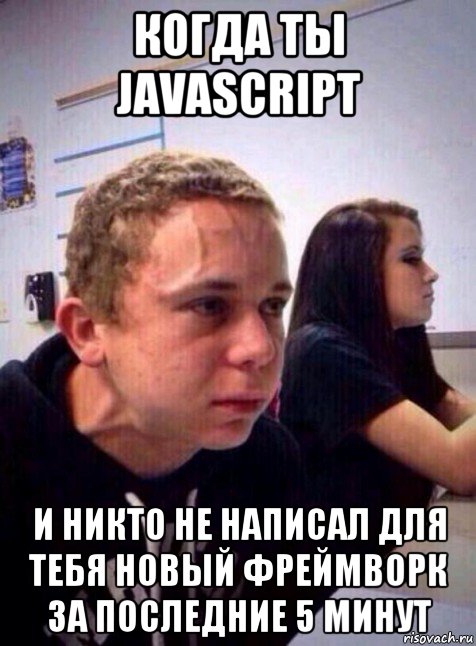 КОГДА ТЫ
JAVASCRIPT
И НИКТО НЕ НАПИСАЛ ДЛЯ
ТЕБЯ НОВЫЙ ФРЕЙМВОРК
ЗА ПОСЛЕДНИЕ 5 МИНУТ
risovach.ru